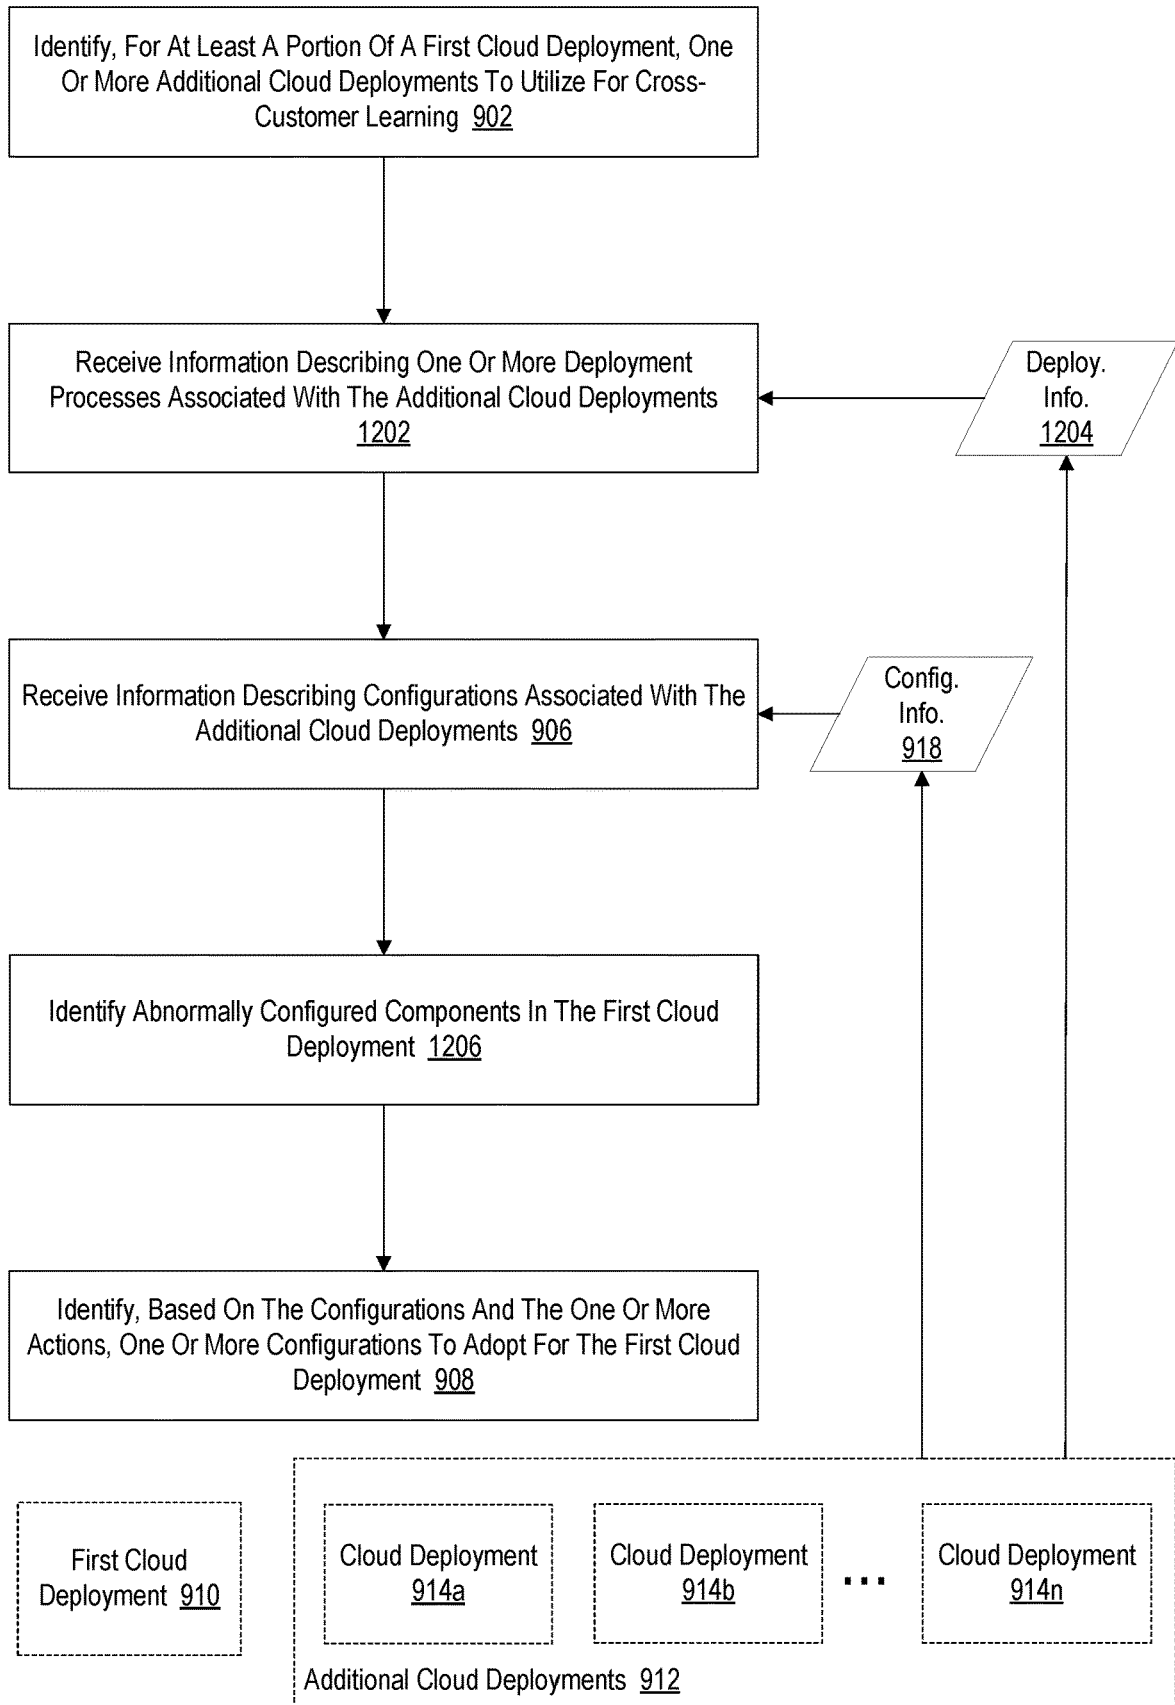 Identify, For At Least A Portion Of A First Cloud Deployment, One
Or More Additional Cloud Deployments To Utilize For Cross-
Customer Learning 902
Receive Information Describing One Or More Deployment
Processes Associated With The Additional Cloud Deployments
1202
Deploy.
Info.
1204
Receive Information Describing Configurations Associated With The
Additional Cloud Deployments 906
Config.
Info.
918
Identify Abnormally Configured Components In The First Cloud
Deployment 1206
Identify, Based On The Configurations And The One Or More
Actions, One Or More Configurations To Adopt For The First Cloud
Deployment 908
First Cloud
Deployment 910
Cloud Deployment
914a
Cloud Deployment
914b
...
Cloud Deployment
914n
Additional Cloud Deployments 912